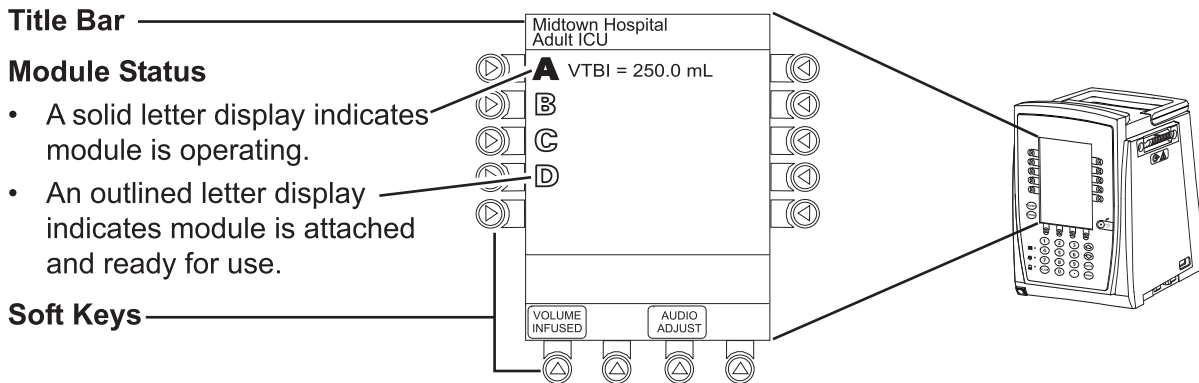 Title Bar
Module Status
• A solid letter display indicates
module is operating.
• An outlined letter display
indicates module is attached
and ready for use.
Soft Keys
Midtown Hospital
Adult ICU
A VTBI = 250.0 mL
B
C
D
VOLUME
INFUSED
AUDIO
ADJUST